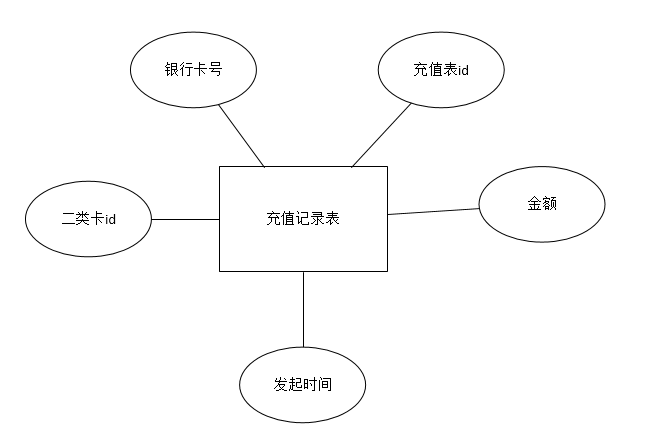 银行卡号
充值表id
二类卡id
充值记录表
金额
发起时间